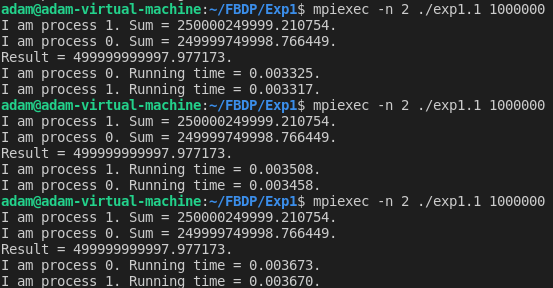 adam@adam-virtual-machine:~/FBDP/Exp1$ mpiexec -n 2 ./exp1.1 1000000
I am process 1. Sum = 250000249999.210754.
I am process 0. Sum = 249999749998.766449.
Result = 499999999997.977173.
I am process 0. Running time = 0.003325.
I am process 1. Running time = 0.003317.
adam@adam-virtual-machine:~/FBDP/Exp1$ mpiexec -n 2 ./exp1.1 1000000
I am process 1. Sum = 250000249999.210754.
I am process 0. Sum = 249999749998.766449.
Result = 499999999997.977173.
I am process 1. Running time = 0.003508.
I am process 0. Running time = 0.003458.
adam@adam-virtual-machine:~/FBDP/Exp1$ mpiexec -n 2 ./exp1.1 1000000
I am process 1. Sum = 250000249999.210754.
I am process 0. Sum = 249999749998.766449.
Result = 499999999997.977173.
I am process 0. Running time = 0.003673.
I am process 1. Running time = 0.003670.